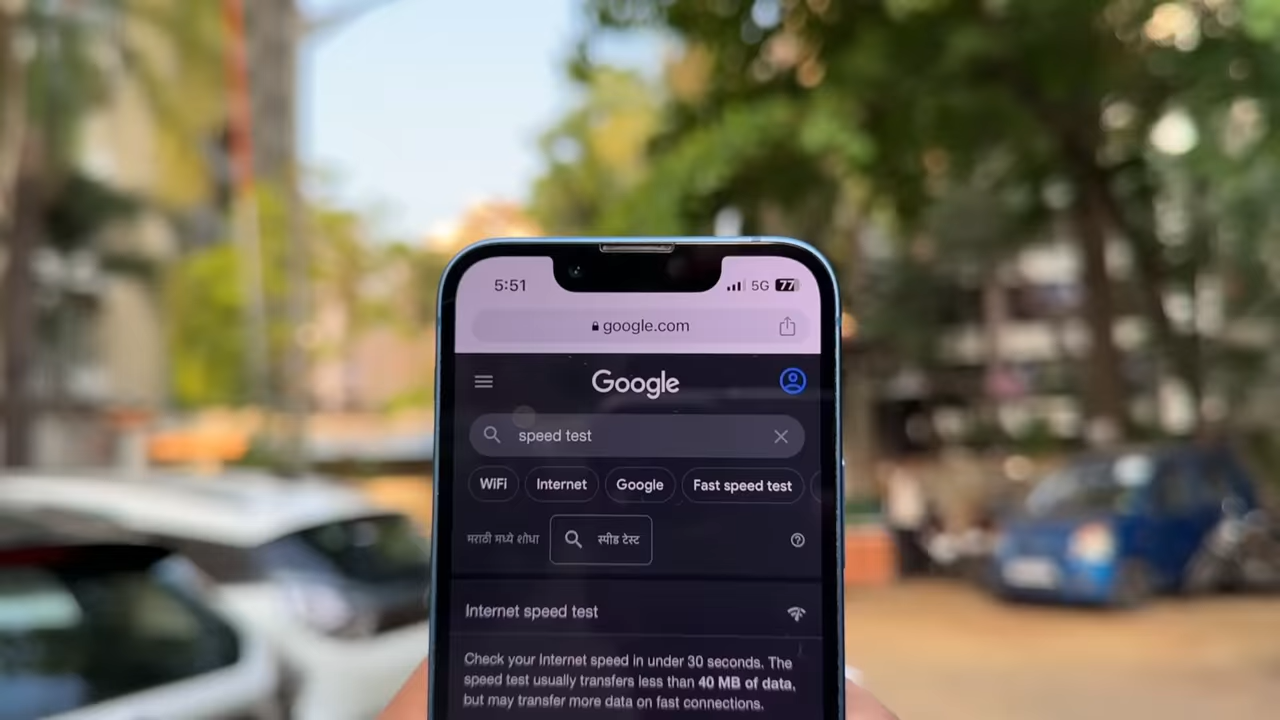 5:51 5G 77
google.com
Google
speed test
WiFi Internet Google Fast speed test
मराठी मध्ये शोधा स्पीड टेस्ट
Internet speed test
Check your Internet speed in under 30 seconds. The
speed test usually transfers less than 40 MB of data,
but may transfer more data on fast connections.